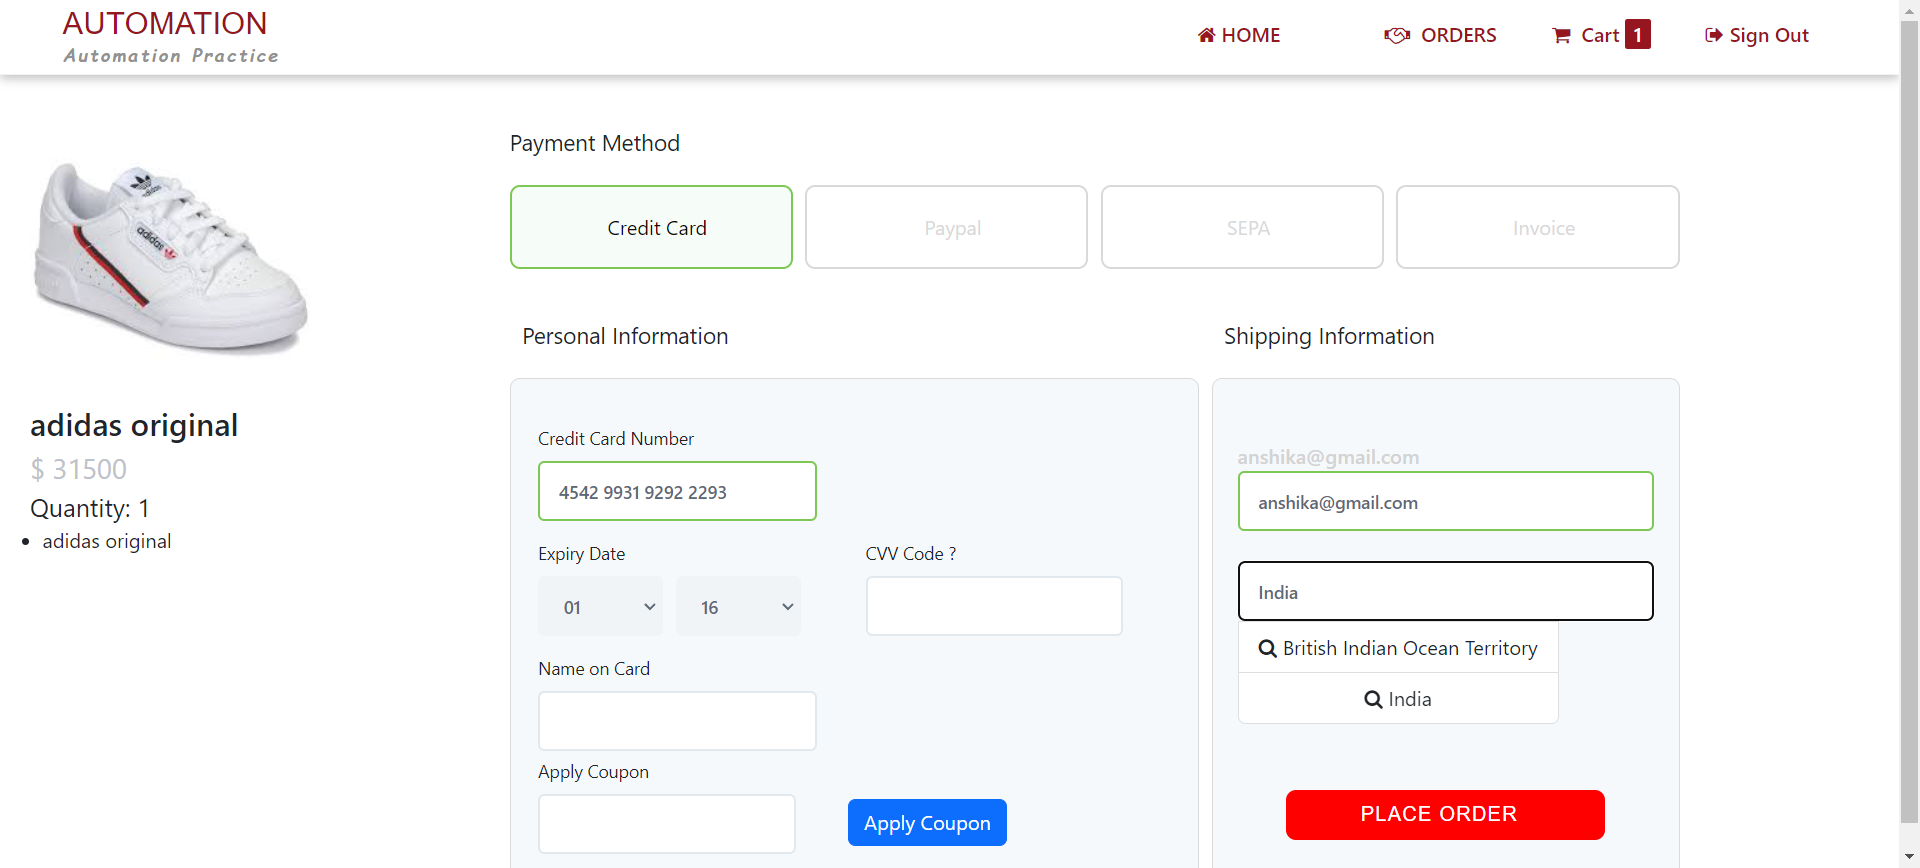 AUTOMATION
Automation Practice
HOME
ORDERS
Cart 1
Sign Out
adidas
adidas original
$ 31500
Quantity: 1
adidas original
Payment Method
Credit Card
Paypal
SEPA
Invoice
Personal Information
Credit Card Number
4542 9931 9292 2293
Expiry Date
CVV Code ?
01
16
Name on Card
Apply Coupon
Apply Coupon
Shipping Information
anshika@gmail.com
anshika@gmail.com
India
British Indian Ocean Territory
India
PLACE ORDER